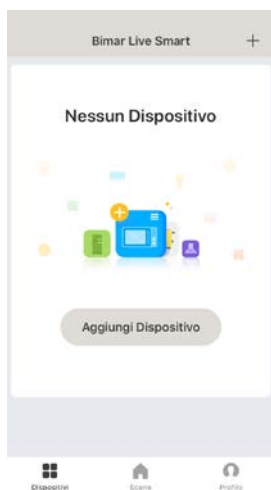 Bimar Live Smart +
Nessun Dispositivo
Aggiungi Dispositivo
Dispositivi Scene Profilo